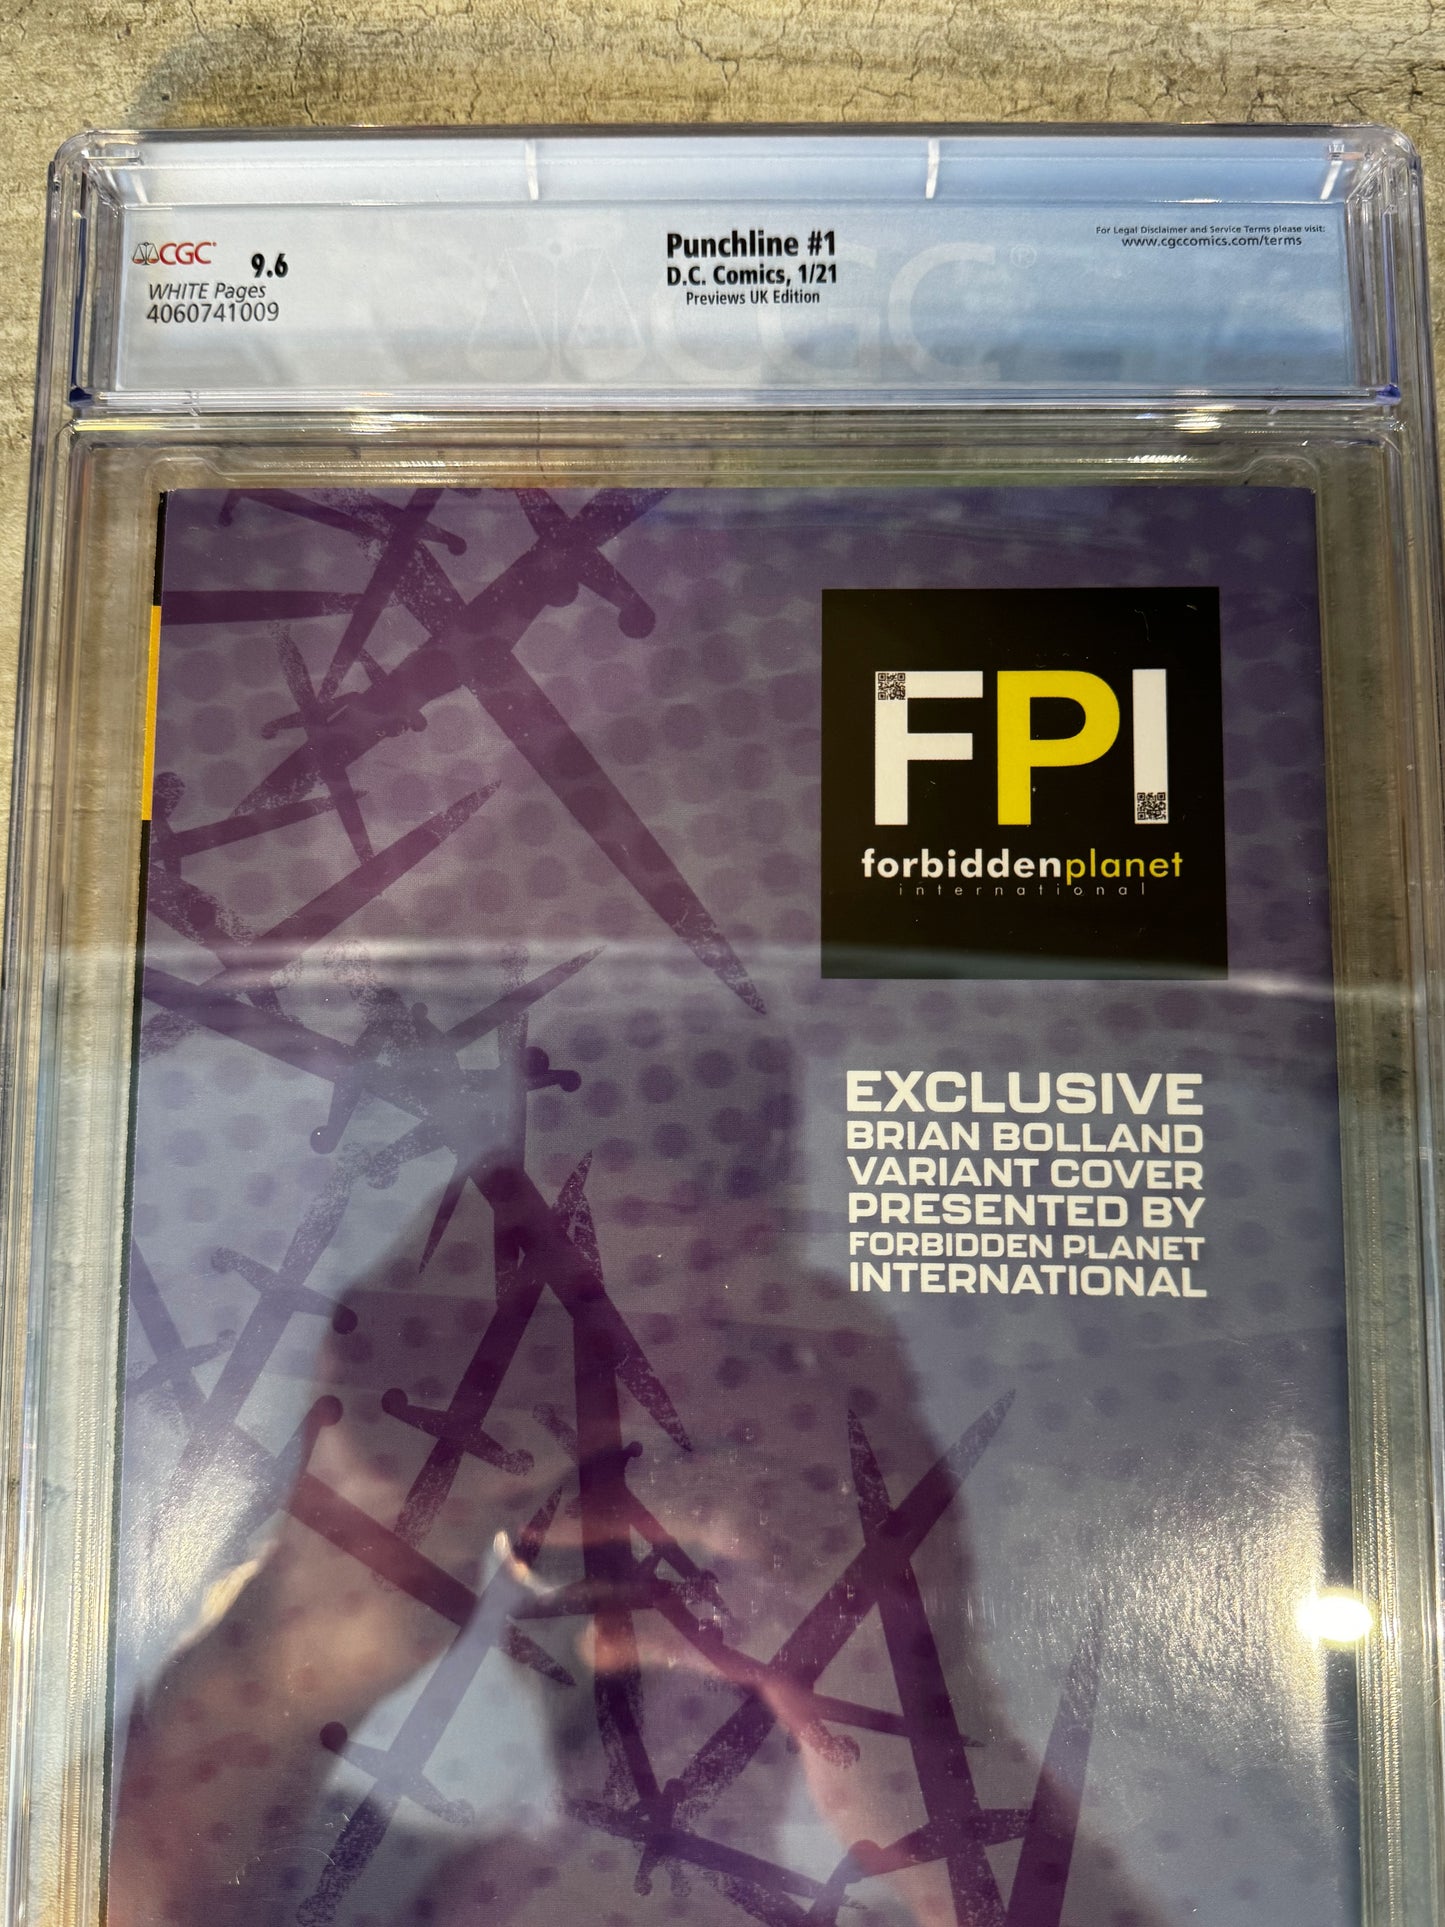 CGC
9.6
WHITE Pages
4060741009
Punchline #1
D.C. Comics, 1/21
Previews UK Edition
For Legal Disclaimer and Service Terms please visit:
www.cgccomics.com/terms
CGC
FPI
forbiddenplanet
international
EXCLUSIVE
BRIAN BOLLAND
VARIANT COVER
PRESENTED BY
FORBIDDEN PLANET
INTERNATIONAL